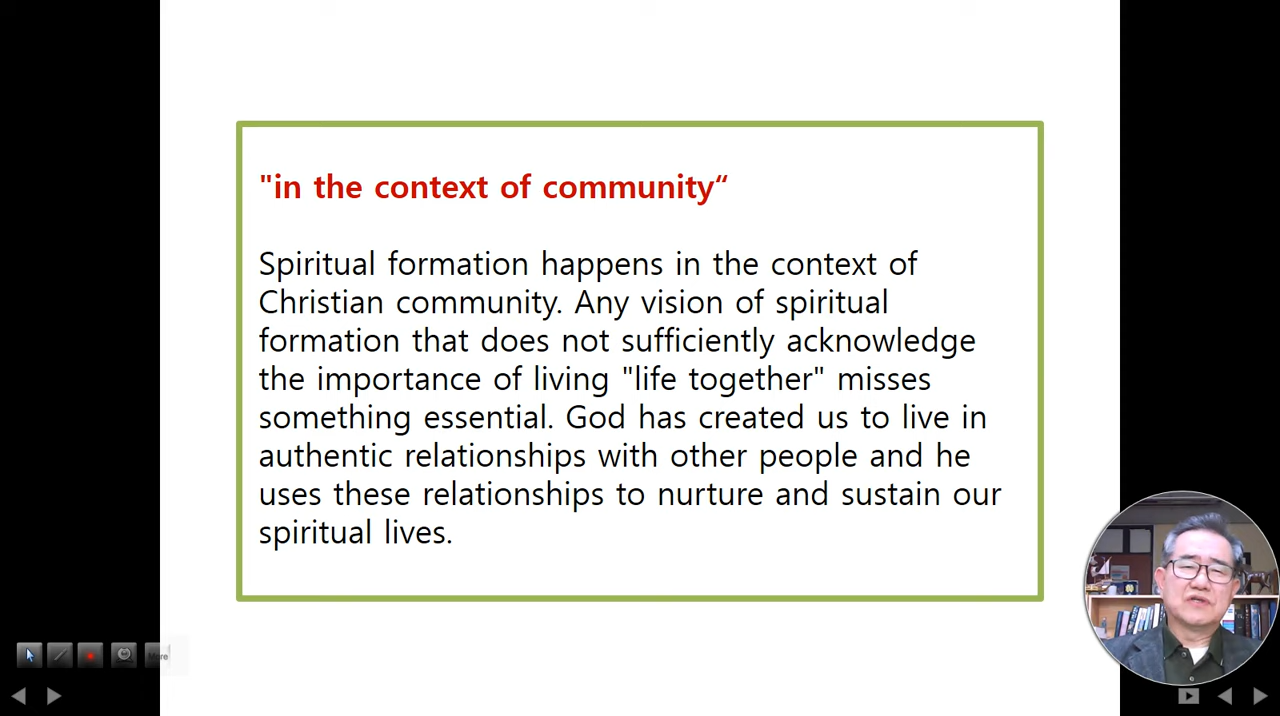 "in the context of community“
Spiritual formation happens in the context of
Christian community. Any vision of spiritual
formation that does not sufficiently acknowledge
the importance of living "life together" misses
something essential. God has created us to live in
authentic relationships with other people and he
uses these relationships to nurture and sustain our
spiritual lives.
More